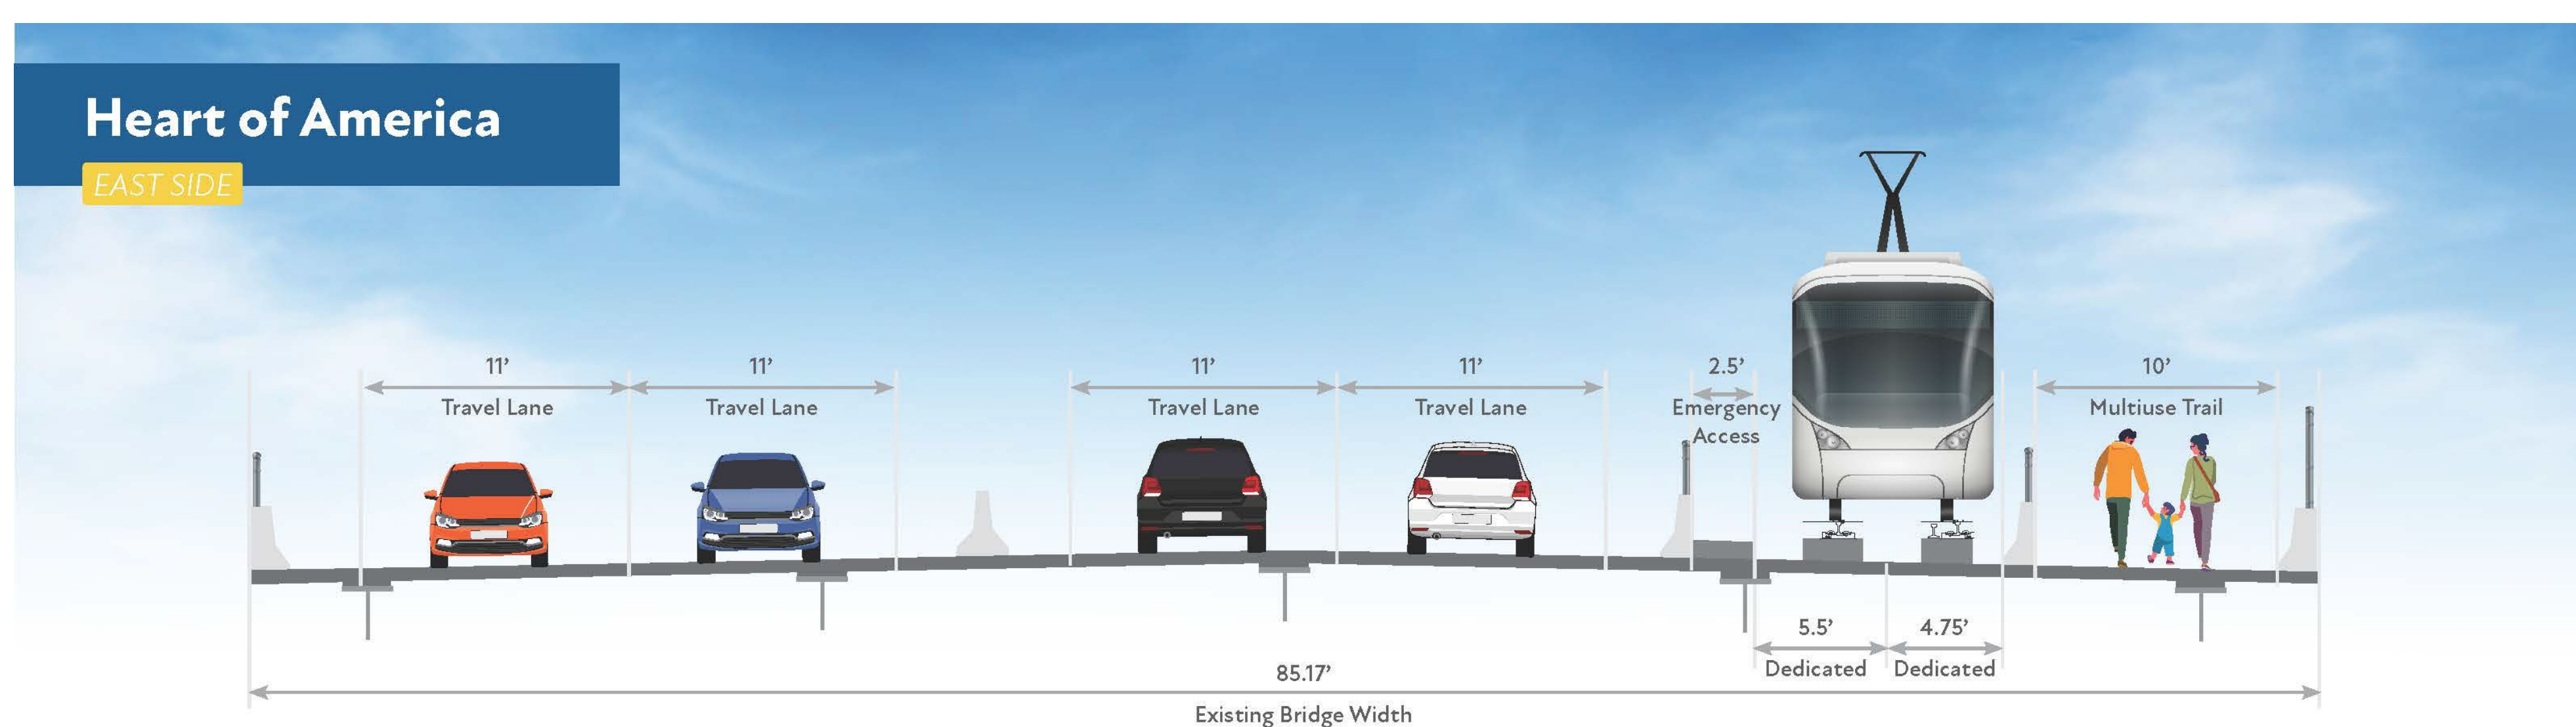 Heart of America
EAST SIDE
11’
Travel Lane
11’
Travel Lane
11’
Travel Lane
11’
Travel Lane
2.5’
Emergency
Access
10’
Multiuse Trail
5.5’
Dedicated
4.75’
Dedicated
85.17’
Existing Bridge Width